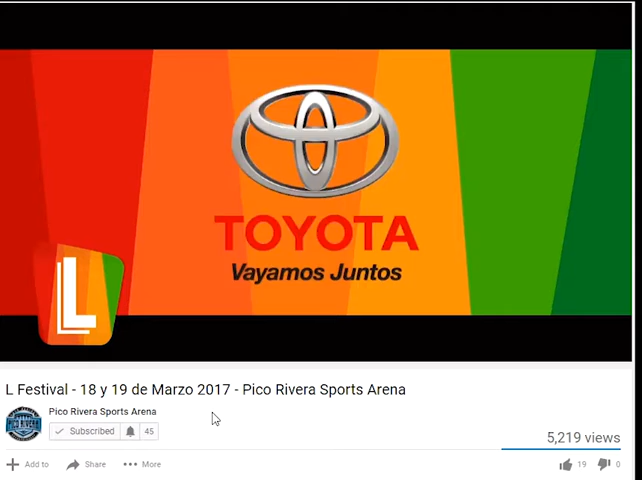 TOYOTA
Vayamos Juntos
L
L Festival - 18 y 19 de Marzo 2017 - Pico Rivera Sports Arena
Pico Rivera Sports Arena
Subscribed 45
5,219 views
Add to Share More 19 0